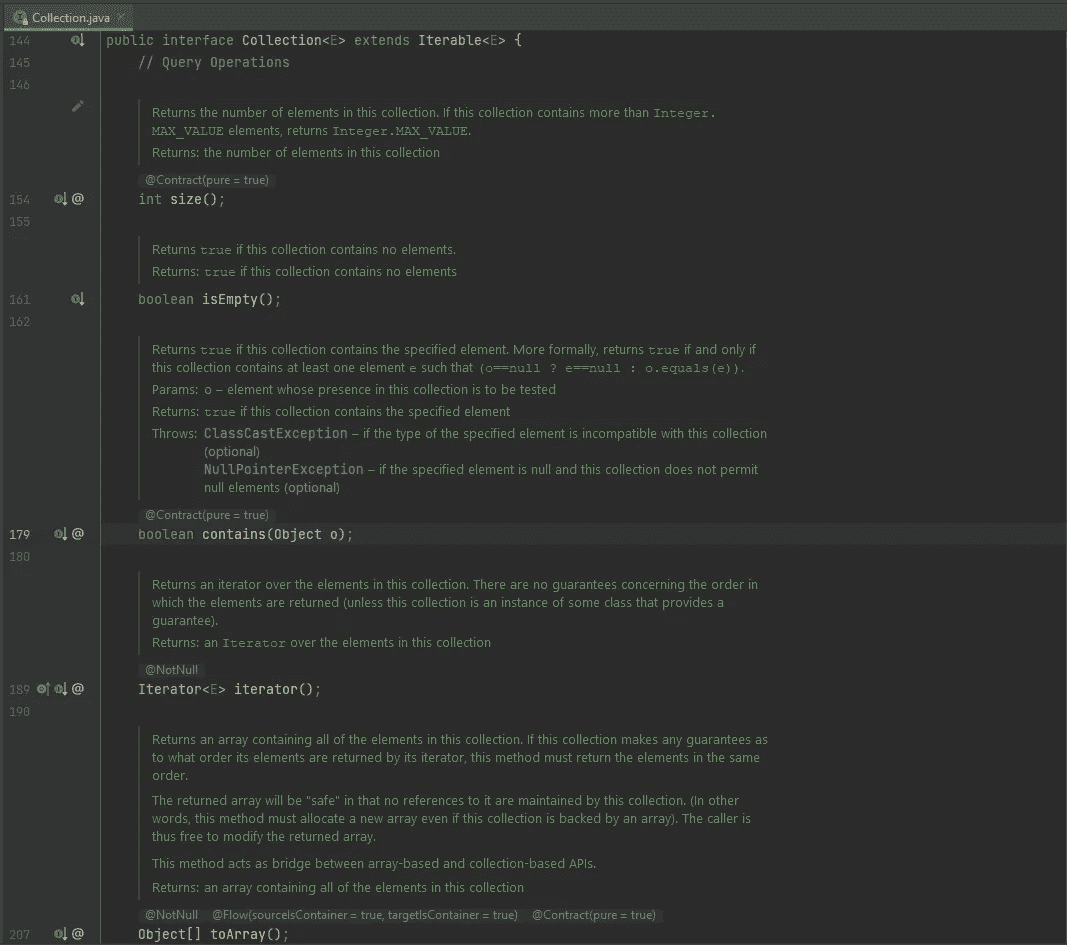 Collection.java
144 public interface Collection<E> extends Iterable<E> {
145 // Query Operations
146
Returns the number of elements in this collection. If this collection contains more than Integer.
MAX_VALUE elements, returns Integer.MAX_VALUE.
Returns: the number of elements in this collection
@Contract(pure = true)
154 @ int size();
155
Returns true if this collection contains no elements.
Returns: true if this collection contains no elements
161 boolean isEmpty();
162
Returns true if this collection contains the specified element. More formally, returns true if and only if
this collection contains at least one element e such that (o==null ? e==null : o.equals(e)).
Params: o – element whose presence in this collection is to be tested
Returns: true if this collection contains the specified element
Throws: ClassCastException – if the type of the specified element is incompatible with this collection
(optional)
NullPointerException – if the specified element is null and this collection does not permit
null elements (optional)
@Contract(pure = true)
179 @ boolean contains(Object o);
180
Returns an iterator over the elements in this collection. There are no guarantees concerning the order in
which the elements are returned (unless this collection is an instance of some class that provides a
guarantee).
Returns: an Iterator over the elements in this collection
@NotNull
189 @ Iterator<E> iterator();
190
Returns an array containing all of the elements in this collection. If this collection makes any guarantees as
to what order its elements are returned by its iterator, this method must return the elements in the same
order.
The returned array will be "safe" in that no references to it are maintained by this collection. (In other
words, this method must allocate a new array even if this collection is backed by an array). The caller is
thus free to modify the returned array.
This method acts as bridge between array-based and collection-based APIs.
Returns: an array containing all of the elements in this collection
@NotNull @Flow(sourceIsContainer = true, targetIsContainer = true) @Contract(pure = true)
207 @ Object[] toArray();